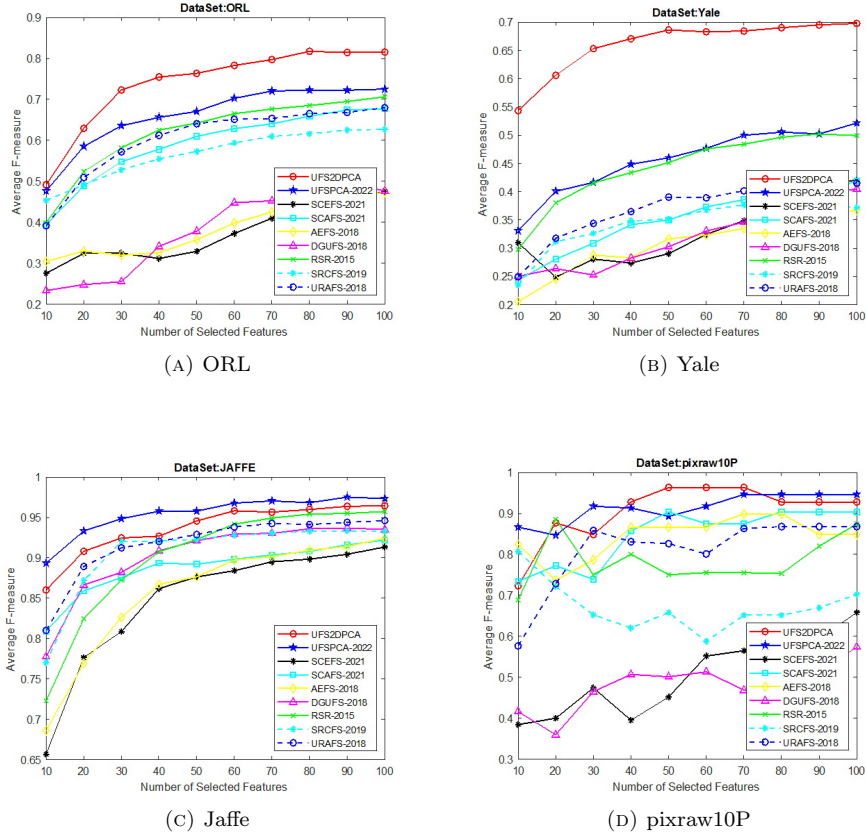 DataSet:ORL
0.9
0.8
0.7
0.6
0.5
0.4
0.3
0.2
Average F-measure
10 20 30 40 50 60 70 80 90 100
Number of Selected Features
UFS2DPCA
UFSPCA-2022
SCEFS-2021
SCAFS-2021
AEFS-2018
DGUFS-2018
RSR-2015
SRCFS-2019
URAFS-2018
(A) ORL
DataSet:Yale
0.7
0.65
0.6
0.55
0.5
0.45
0.4
0.35
0.3
0.25
0.2
Average F-measure
10 20 30 40 50 60 70 80 90 100
Number of Selected Features
UFS2DPCA
UFSPCA-2022
SCEFS-2021
SCAFS-2021
AEFS-2018
DGUFS-2018
RSR-2015
SRCFS-2019
URAFS-2018
(B) Yale
DataSet:JAFFE
1
0.95
0.9
0.85
0.8
0.75
0.7
0.65
Average F-measure
10 20 30 40 50 60 70 80 90 100
Number of Selected Features
UFS2DPCA
UFSPCA-2022
SCEFS-2021
SCAFS-2021
AEFS-2018
DGUFS-2018
RSR-2015
SRCFS-2019
URAFS-2018
(C) Jaffe
DataSet:pixraw10P
1
0.9
0.8
0.7
0.6
0.5
0.4
0.3
Average F-measure
10 20 30 40 50 60 70 80 90 100
Number of Selected Features
UFS2DPCA
UFSPCA-2022
SCEFS-2021
SCAFS-2021
AEFS-2018
DGUFS-2018
RSR-2015
SRCFS-2019
URAFS-2018
(D) pixraw10P